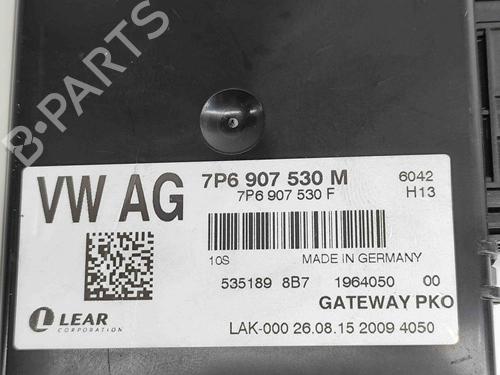 B-PARTS
VW AG
7P6 907 530 M
6042
7P6 907 530 F
H13
10S
MADE IN GERMANY
535189 8B7 1964050 00
GATEWAY PKO
LEAR
CORPORATION
LAK-000 26.08.15 2009 4050